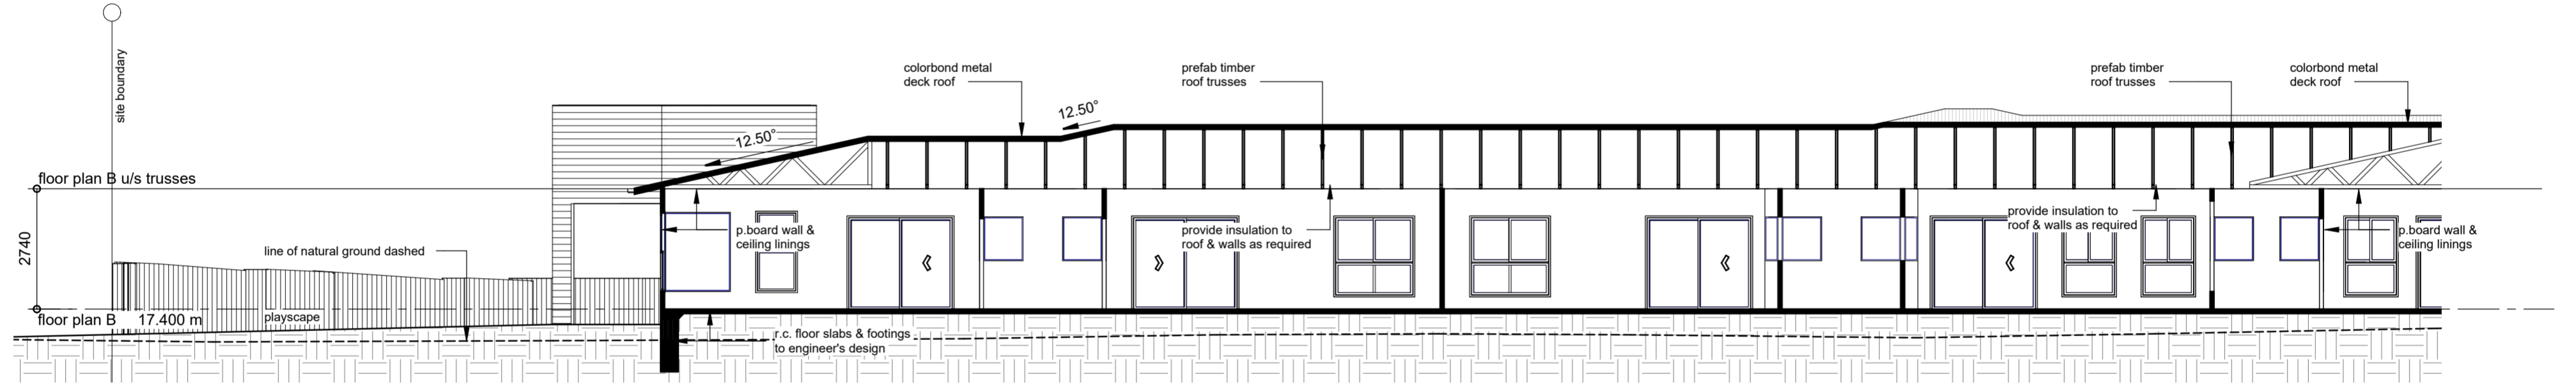 site boundary
colorbond metal
deck roof
prefab timber
roof trusses
prefab timber
roof trusses
colorbond metal
deck roof
12.50°
12.50°
floor plan B u/s trusses
2740
line of natural ground dashed
p.board wall &
ceiling linings
provide insulation to
roof & walls as required
provide insulation to
roof & walls as required
p.board wall &
ceiling linings
floor plan B 17.400 m
playscape
r.c. floor slabs & footings
to engineer's design